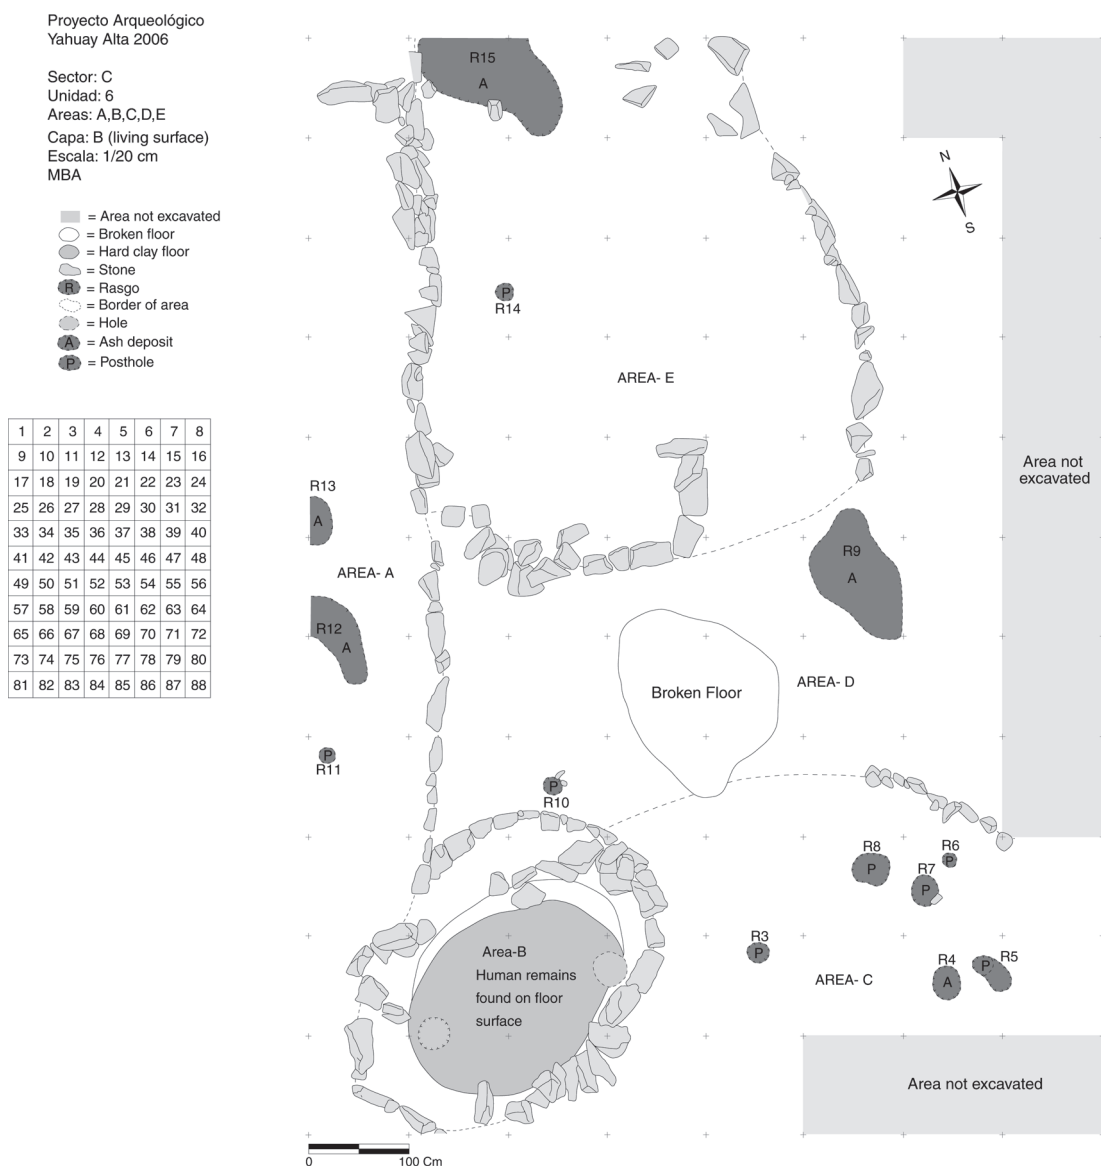 Proyecto Arqueológico
Yahuay Alta 2006
Sector: C
Unidad: 6
Areas: A,B,C,D,E
Capa: B (living surface)
Escala: 1/20 cm
MBA
= Area not excavated
= Broken floor
= Hard clay floor
= Stone
R = Rasgo
= Border of area
= Hole
A = Ash deposit
P = Posthole
1 2 3 4 5 6 7 8
9 10 11 12 13 14 15 16
17 18 19 20 21 22 23 24
25 26 27 28 29 30 31 32
33 34 35 36 37 38 39 40
41 42 43 44 45 46 47 48
49 50 51 52 53 54 55 56
57 58 59 60 61 62 63 64
65 66 67 68 69 70 71 72
73 74 75 76 77 78 79 80
81 82 83 84 85 86 87 88
R15
A
N
S
P
R14
AREA- E
Area not
excavated
R13
A
R9
A
AREA- A
R12
A
Broken Floor
AREA- D
P
R11
P
R10
R8
P
R6
P
R7
P
R3
P
R4
A
R5
P
AREA- C
Area-B
Human remains
found on floor
surface
Area not excavated
0 100 Cm